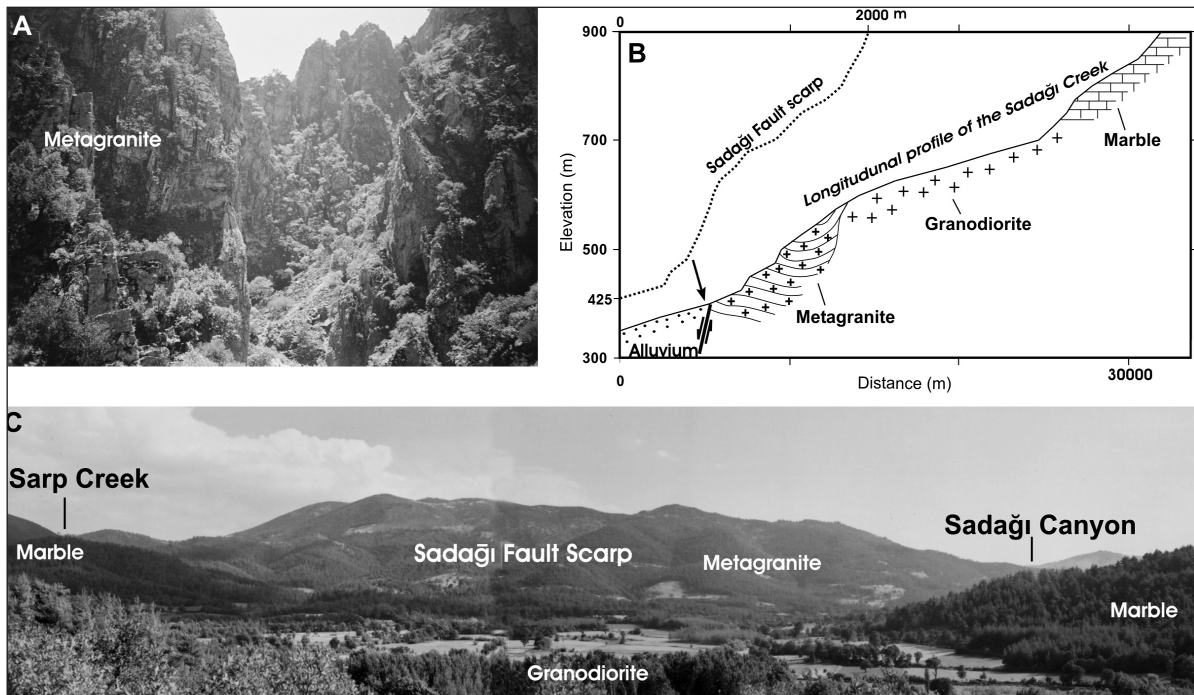 A
Metagranite
0
2000 m
900
B
Sadağı Fault scarp
Longitudunal profile of the Sadağı Creek
Marble
700
Granodiorite
Elevation (m)
500
425
Metagranite
Alluvium
300
0
30000
Distance (m)
C
Sarp Creek
Sadağı Canyon
Marble
Sadağı Fault Scarp
Metagranite
Marble
Granodiorite